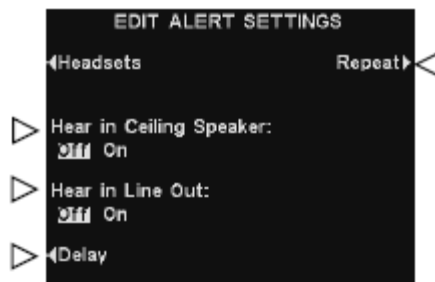 EDIT ALERT SETTINGS
Headsets Repeat
Hear in Ceiling Speaker:
Off On
Hear in Line Out:
Off On
Delay